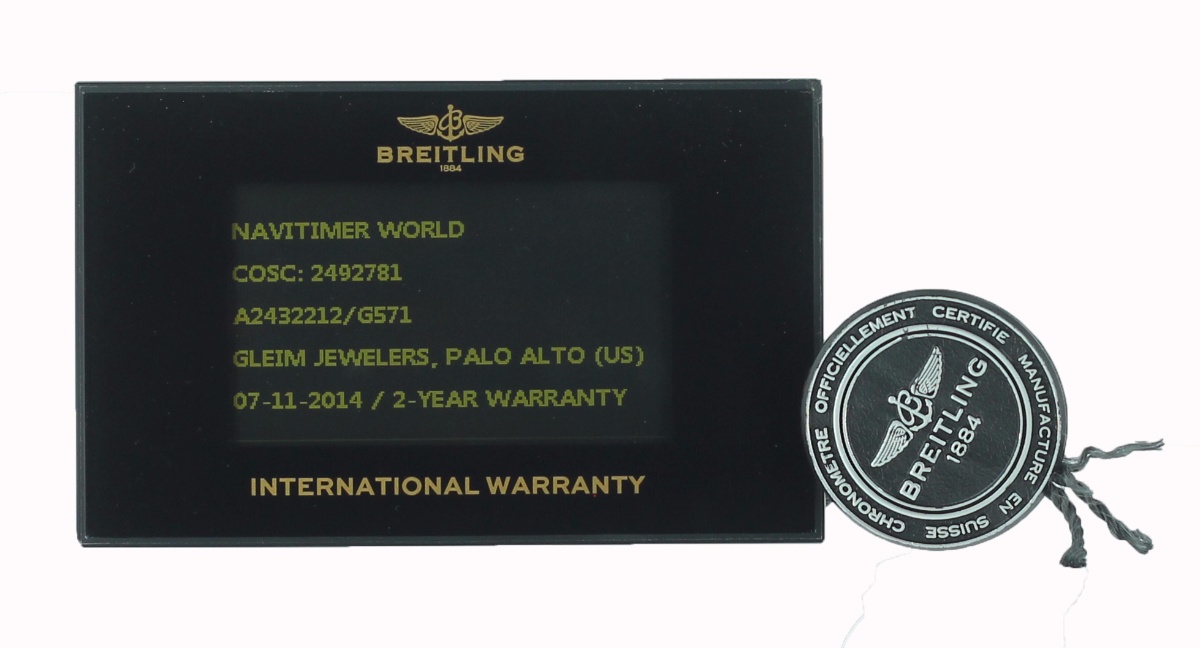 BREITLING
1884
NAVITIMER WORLD
COSC: 2492781
A2432212/G571
GLEIM JEWELERS, PALO ALTO (US)
07-11-2014 / 2-YEAR WARRANTY
INTERNATIONAL WARRANTY
CHRONOMETRE OFFICIELLEMENT CERTIFIE MANUFACTURE EN SUISSE
BREITLING
1884